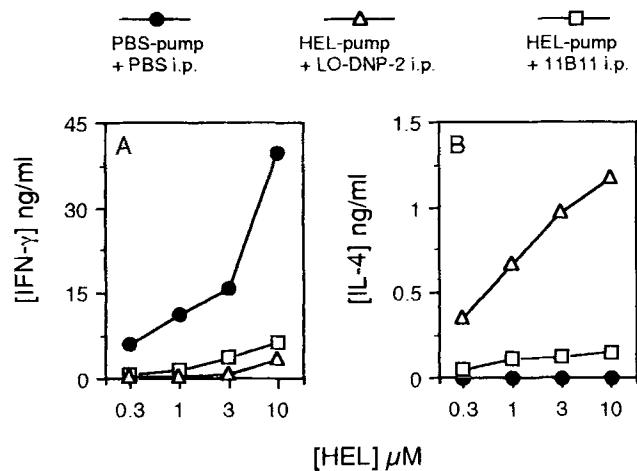 PBS-pump
+ PBS i.p.
HEL-pump
+ LO-DNP-2 i.p.
HEL-pump
+ 11B11 i.p.
A
[IFN-γ] ng/ml
45
30
15
0
0.3 1 3 10
B
[IL-4] ng/ml
1.5
1
0.5
0
0.3 1 3 10
[HEL] μM